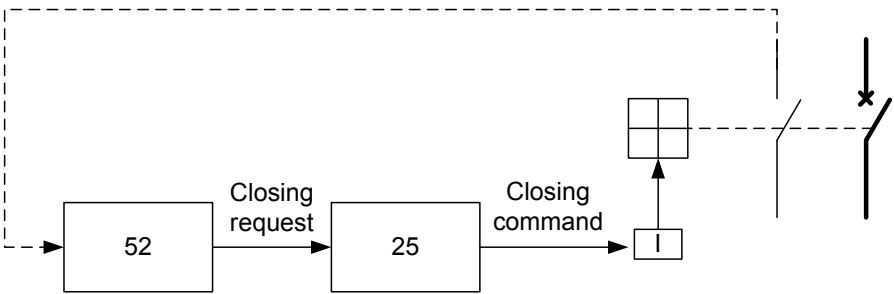 Closing
request
Closing
command
52
25
I